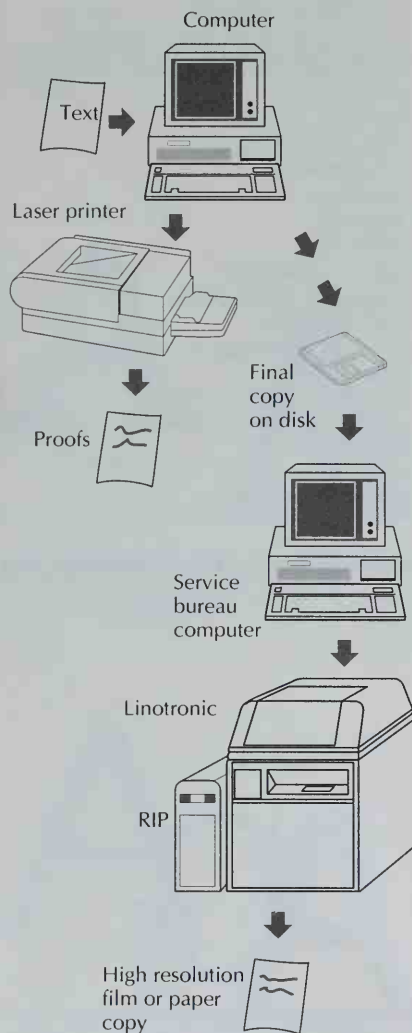 Computer
Text
Laser printer
Final
copy
on disk
Proofs
Service
bureau
computer
Linotronic
RIP
High resolution
film or paper
copy